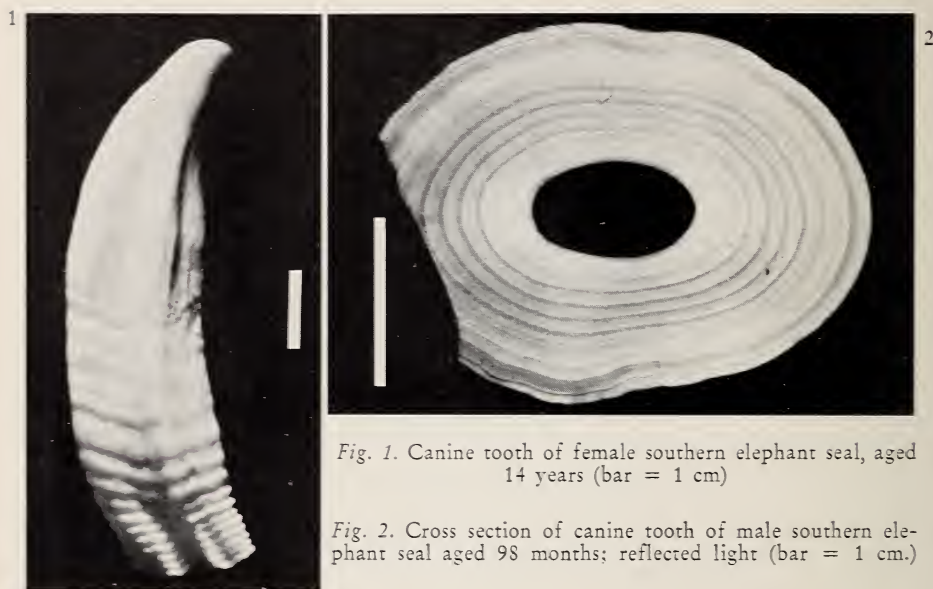 1
2
Fig. 1. Canine tooth of female southern elephant seal, aged
14 years (bar = 1 cm)
Fig. 2. Cross section of canine tooth of male southern ele-
phant seal aged 98 months; reflected light (bar = 1 cm.)